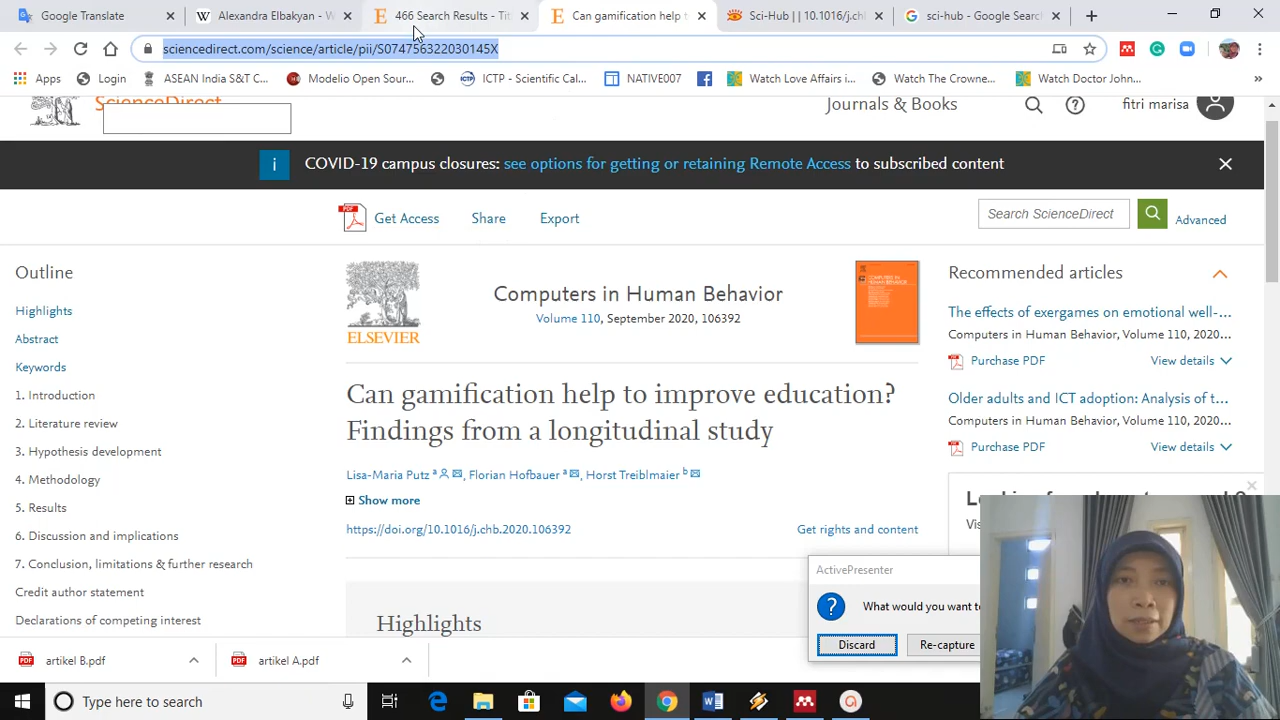 Google Translate
Alexandra Elbakyan - W
466 Search Results - Tit
Can gamification help t
Sci-Hub | | 10.1016/j.ch
sci-hub - Google Search
sciencedirect.com/science/article/pii/S074756322030145X
Apps
Login
ASEAN India S&T C...
Modelio Open Sour...
ICTP - Scientific Cal...
NATIVE007
Watch Love Affairs i...
Watch The Crowne...
Watch Doctor John...
»
ScienceDirect
Journals & Books
fitri marisa
COVID-19 campus closures: see options for getting or retaining Remote Access to subscribed content
Get Access
Share
Export
Search ScienceDirect
Advanced
Outline
Highlights
Abstract
Keywords
1. Introduction
2. Literature review
3. Hypothesis development
4. Methodology
5. Results
6. Discussion and implications
7. Conclusion, limitations & further research
Credit author statement
Declarations of competing interest
ELSEVIER
Computers in Human Behavior
Volume 110, September 2020, 106392
Can gamification help to improve education?
Findings from a longitudinal study
Lisa-Maria Putz a, Florian Hofbauer a, Horst Treiblmaier b
Show more
https://doi.org/10.1016/j.chb.2020.106392
Get rights and content
Highlights
Recommended articles
The effects of exergames on emotional well-...
Computers in Human Behavior, Volume 110, 2020...
Purchase PDF
View details
Older adults and ICT adoption: Analysis of t...
Computers in Human Behavior, Volume 110, 2020...
Purchase PDF
View details
ActivePresenter
What would you want t
Discard
Re-capture
artikel B.pdf
artikel A.pdf
Type here to search